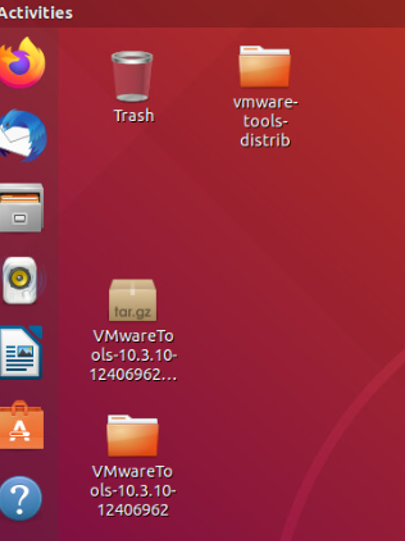 Activities
Trash
vmware-
tools-
distrib
tar.gz
VMwareTo
ols-10.3.10-
12406962...
VMwareTo
ols-10.3.10-
12406962